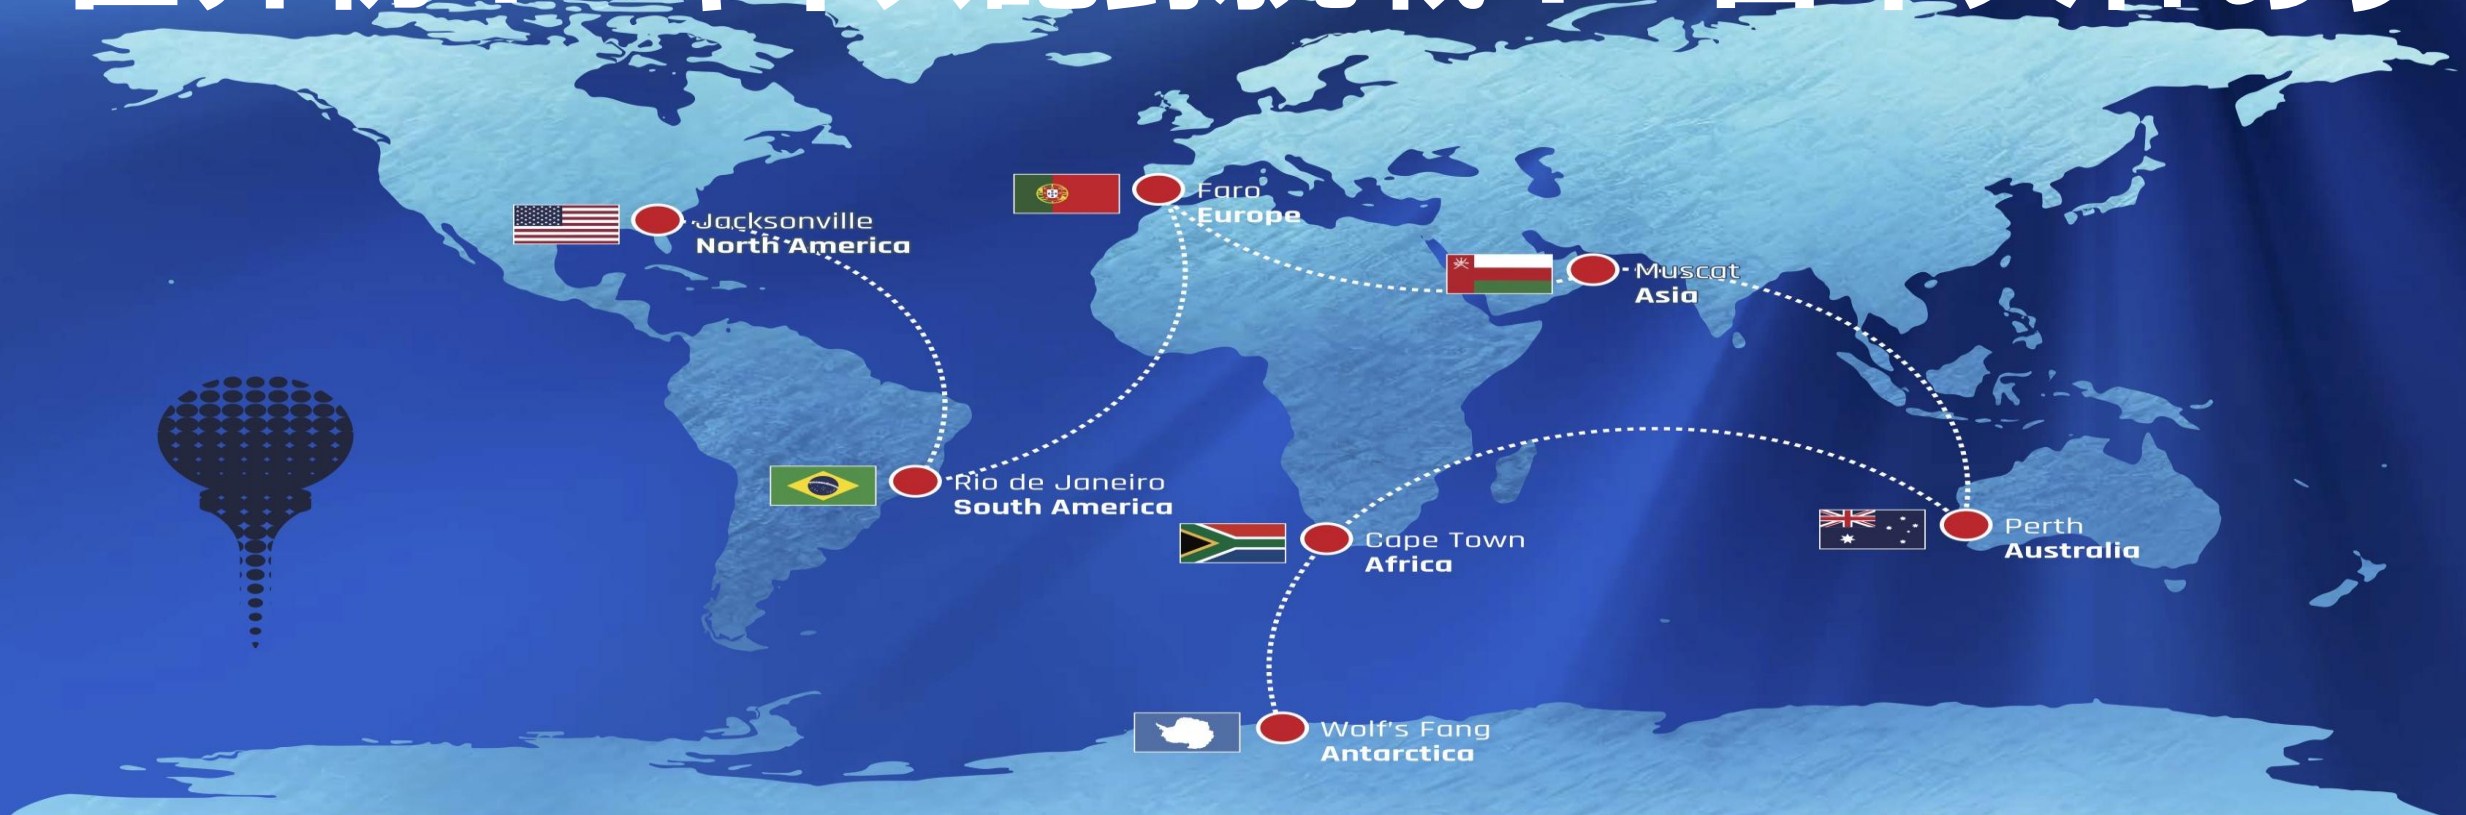 Faro
Europe
Jacksonville
North America
Muscat
Asia
Rio de Janeiro
South America
Cape Town
Africa
Perth
Australia
Wolf's Fang
Antarctica